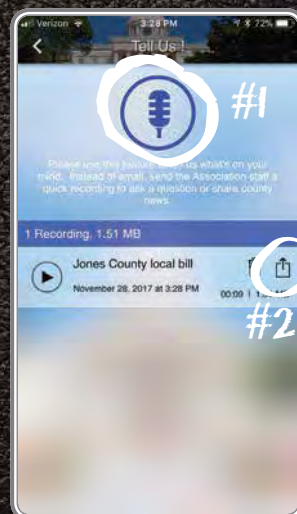 Verizon 3:28 PM 72%
Tell Us !
#1
Please use this feature to tell us what's on your
mind. Instead of email, send the Association staff a
quick recording to ask a question or share county
news.
1 Recording, 1.51 MB
Jones County local bill
November 28, 2017 at 3:28 PM
00:09
#2